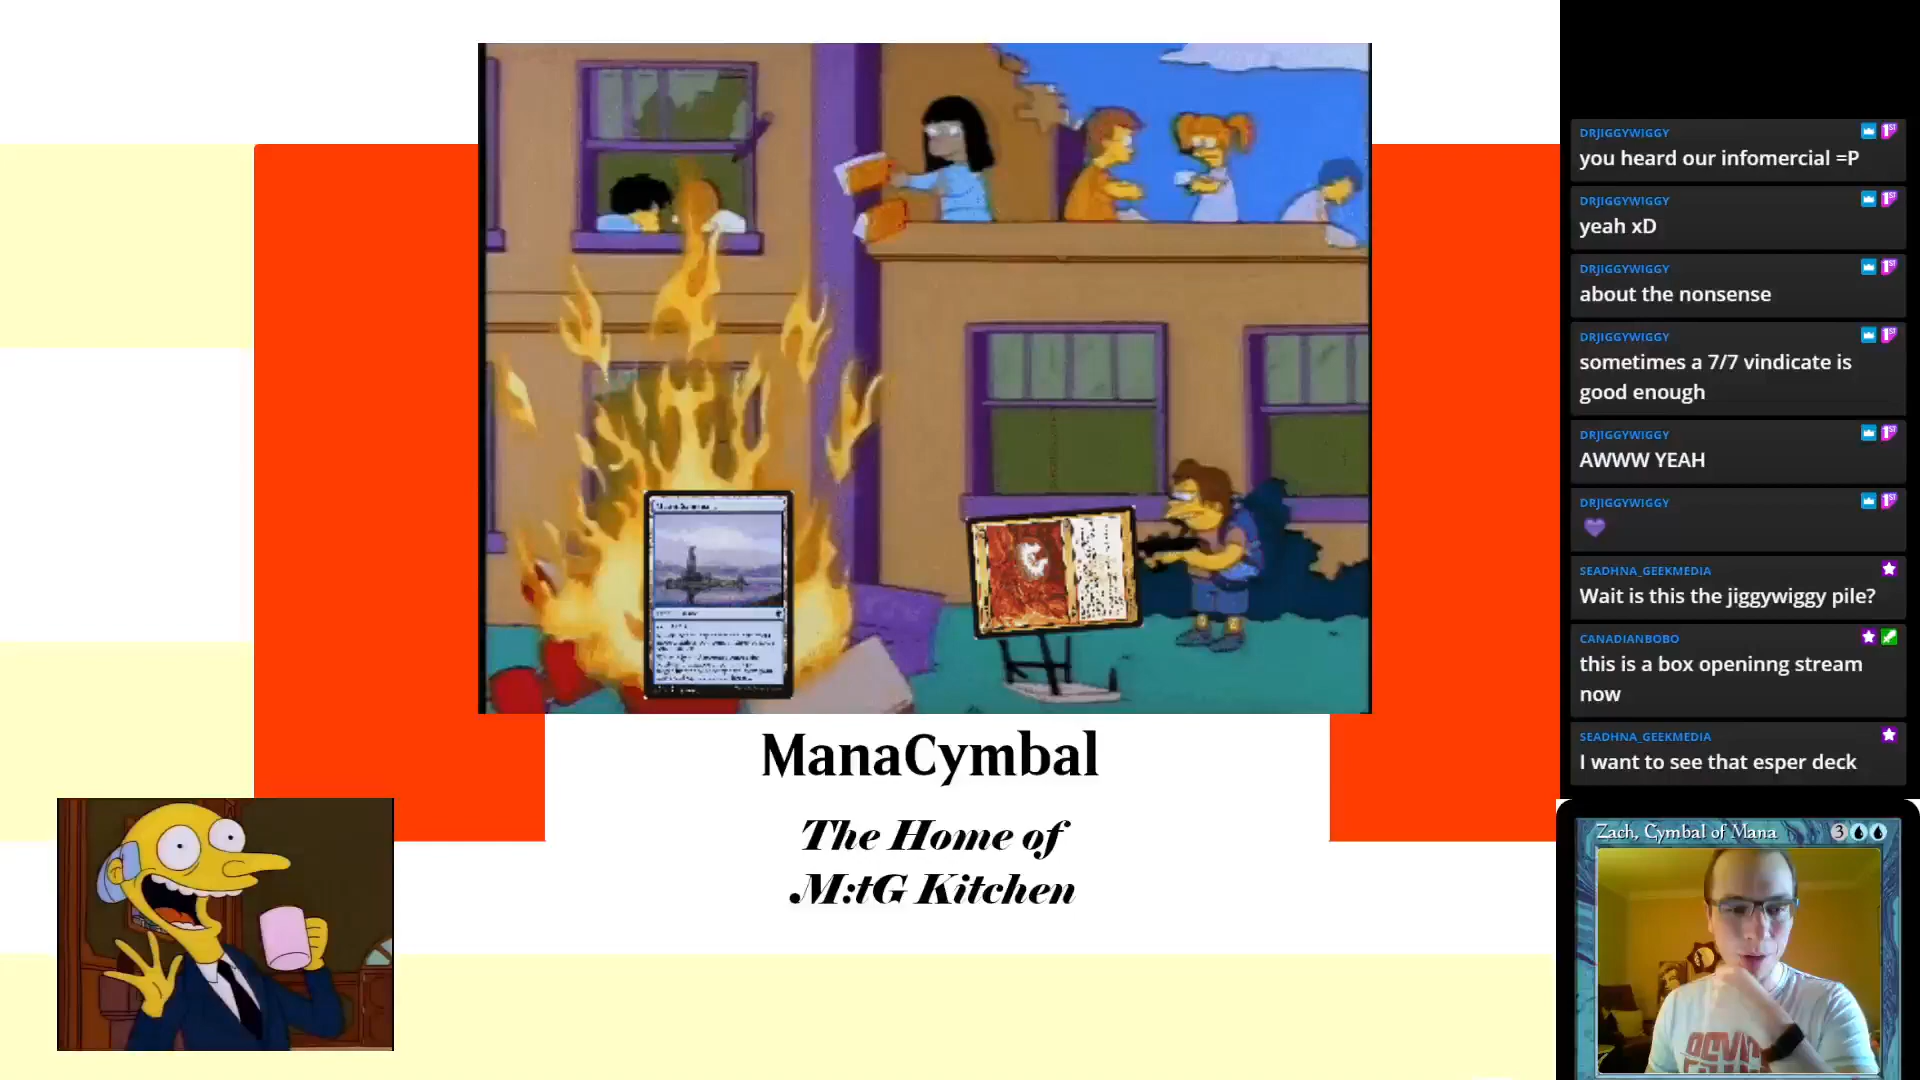 ManaCymbal
The Home of
M:tG Kitchen
DRJIGGYWIGGY
you heard our infomercial =P
DRJIGGYWIGGY
yeah xD
DRJIGGYWIGGY
about the nonsense
DRJIGGYWIGGY
sometimes a 7/7 vindicate is
good enough
DRJIGGYWIGGY
AWWW YEAH
DRJIGGYWIGGY
SEADHNA_GEEKMEDIA
Wait is this the jiggywiggy pile?
CANADIANBOBO
this is a box openinng stream
now
SEADHNA_GEEKMEDIA
I want to see that esper deck
Zach, Cymbal of Mana 3